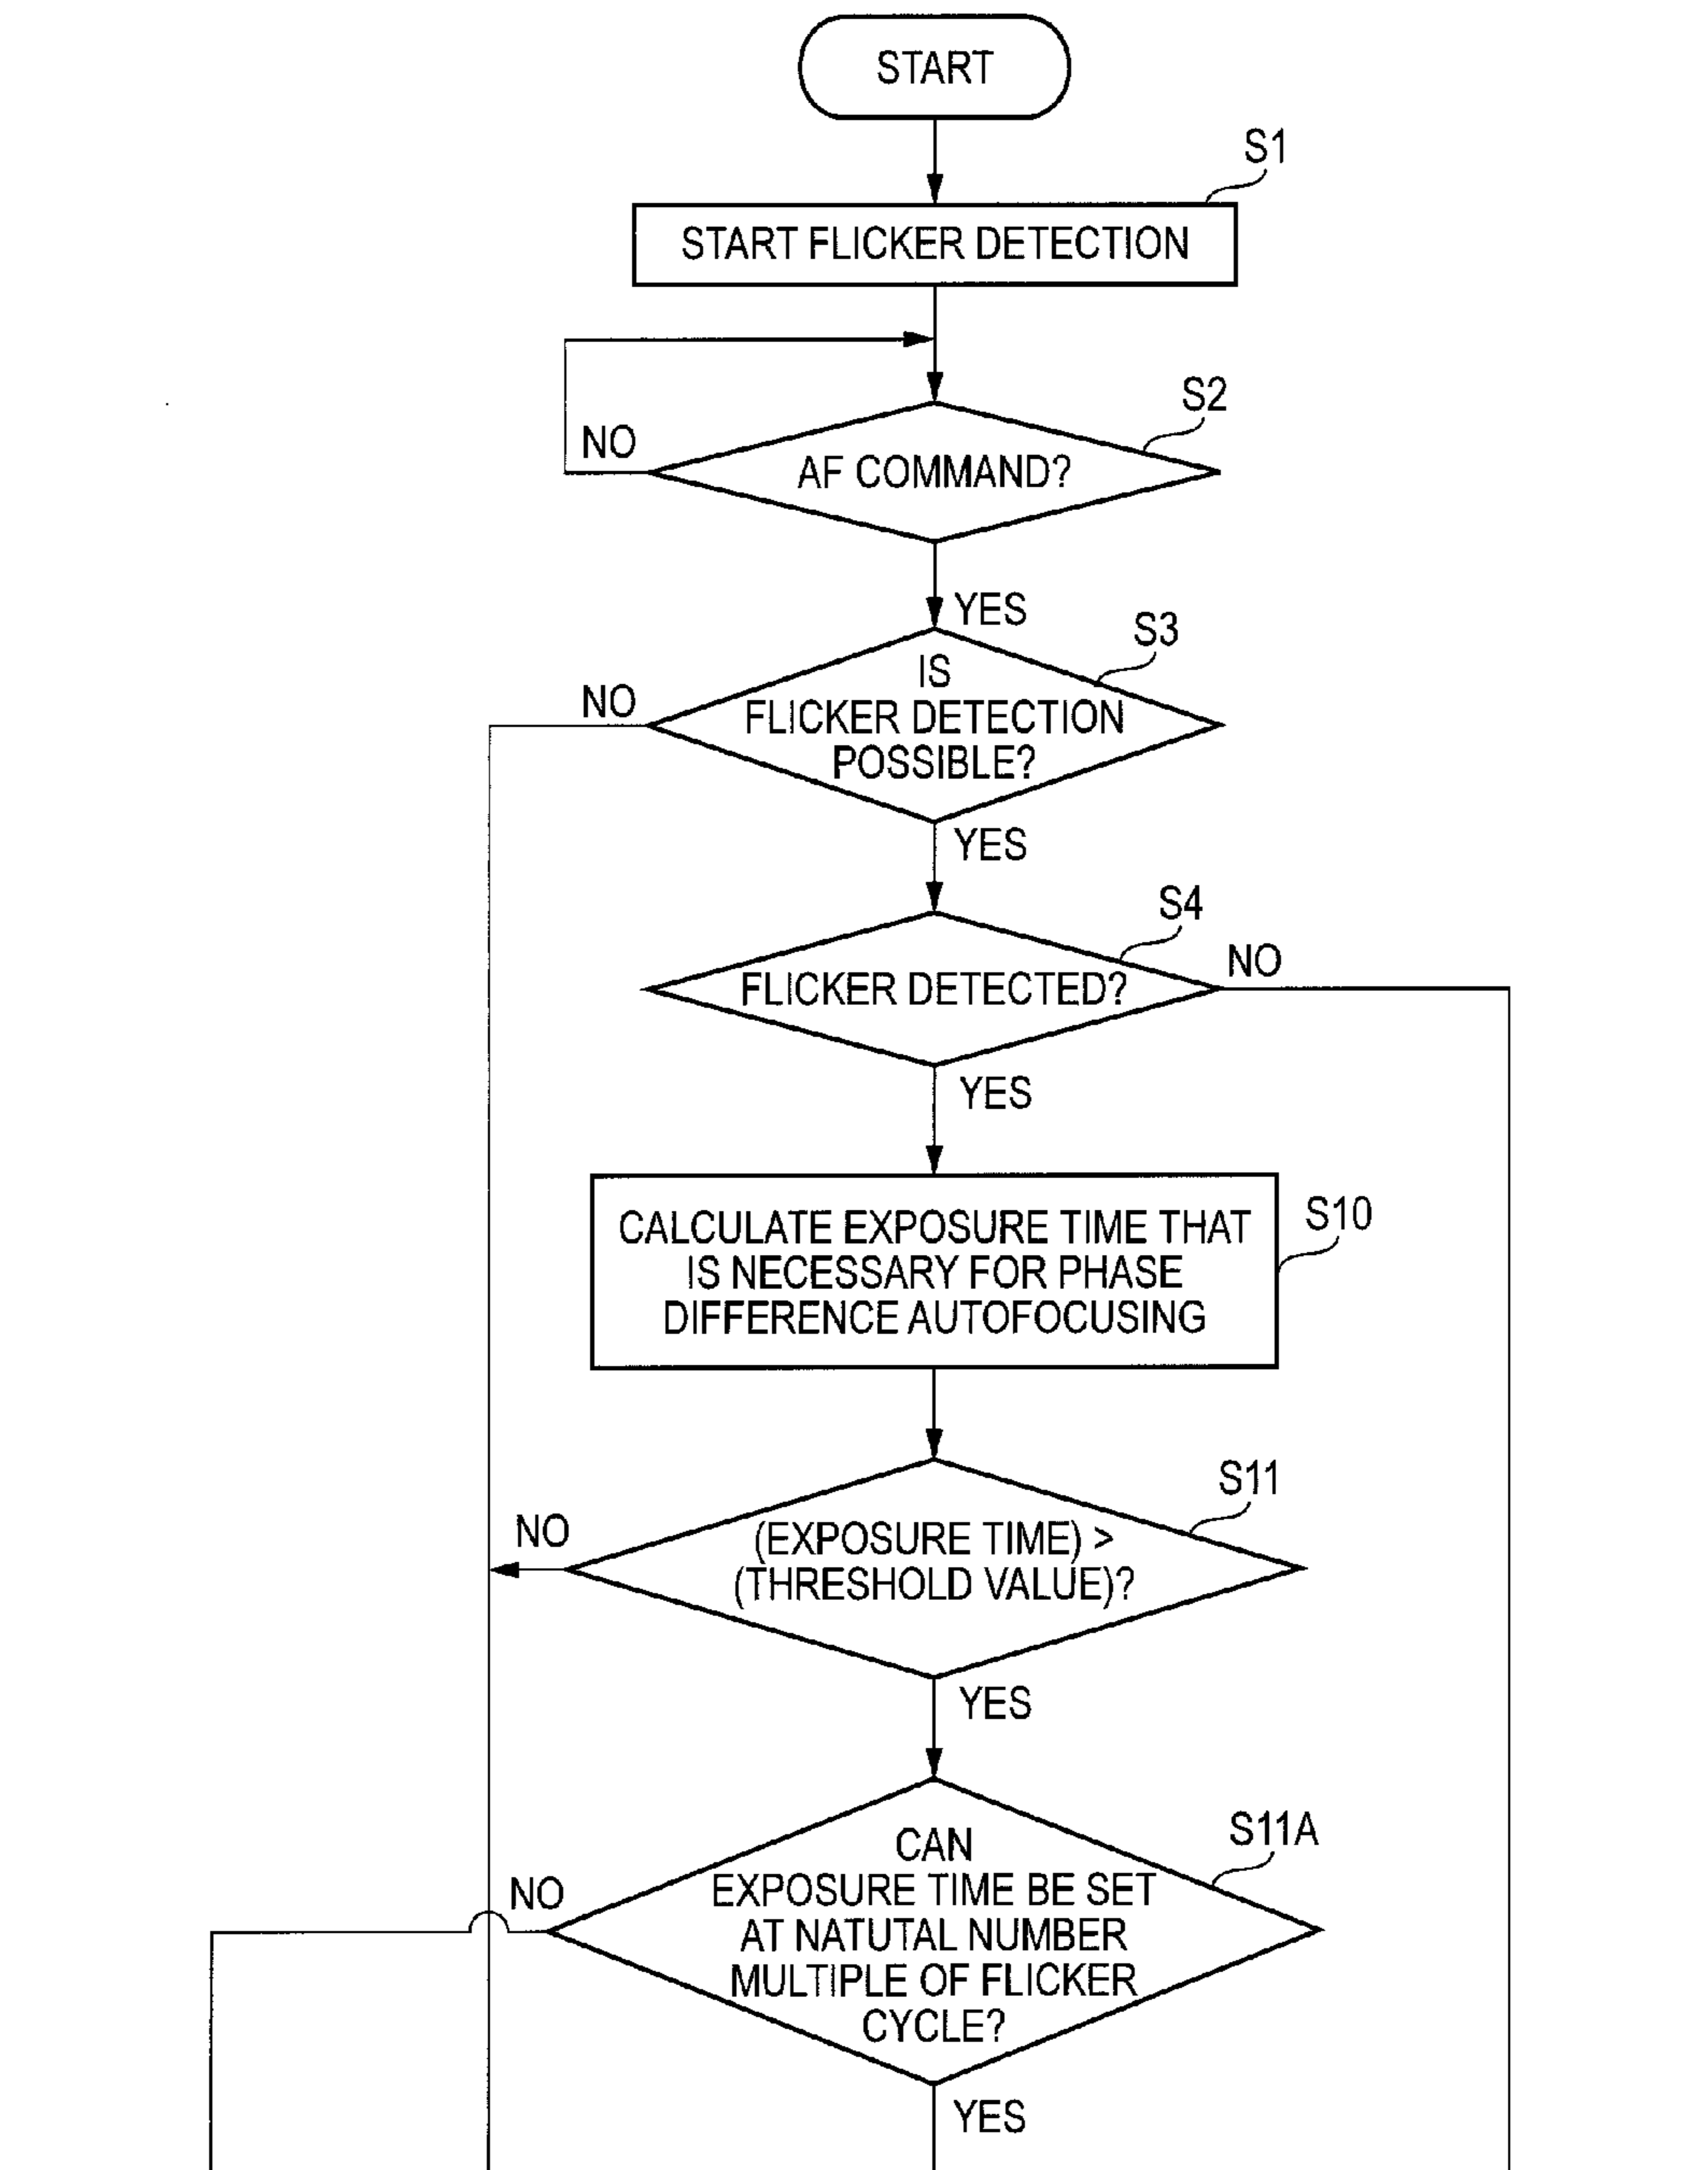 START
S1
START FLICKER DETECTION
S2
NO
AF COMMAND?
YES
S3
NO
IS
FLICKER DETECTION
POSSIBLE?
YES
S4
NO
FLICKER DETECTED?
YES
S10
CALCULATE EXPOSURE TIME THAT
IS NECESSARY FOR PHASE
DIFFERENCE AUTOFOCUSING
S11
NO
(EXPOSURE TIME) >
(THRESHOLD VALUE)?
YES
S11A
NO
CAN
EXPOSURE TIME BE SET
AT NATUTAL NUMBER
MULTIPLE OF FLICKER
CYCLE?
YES